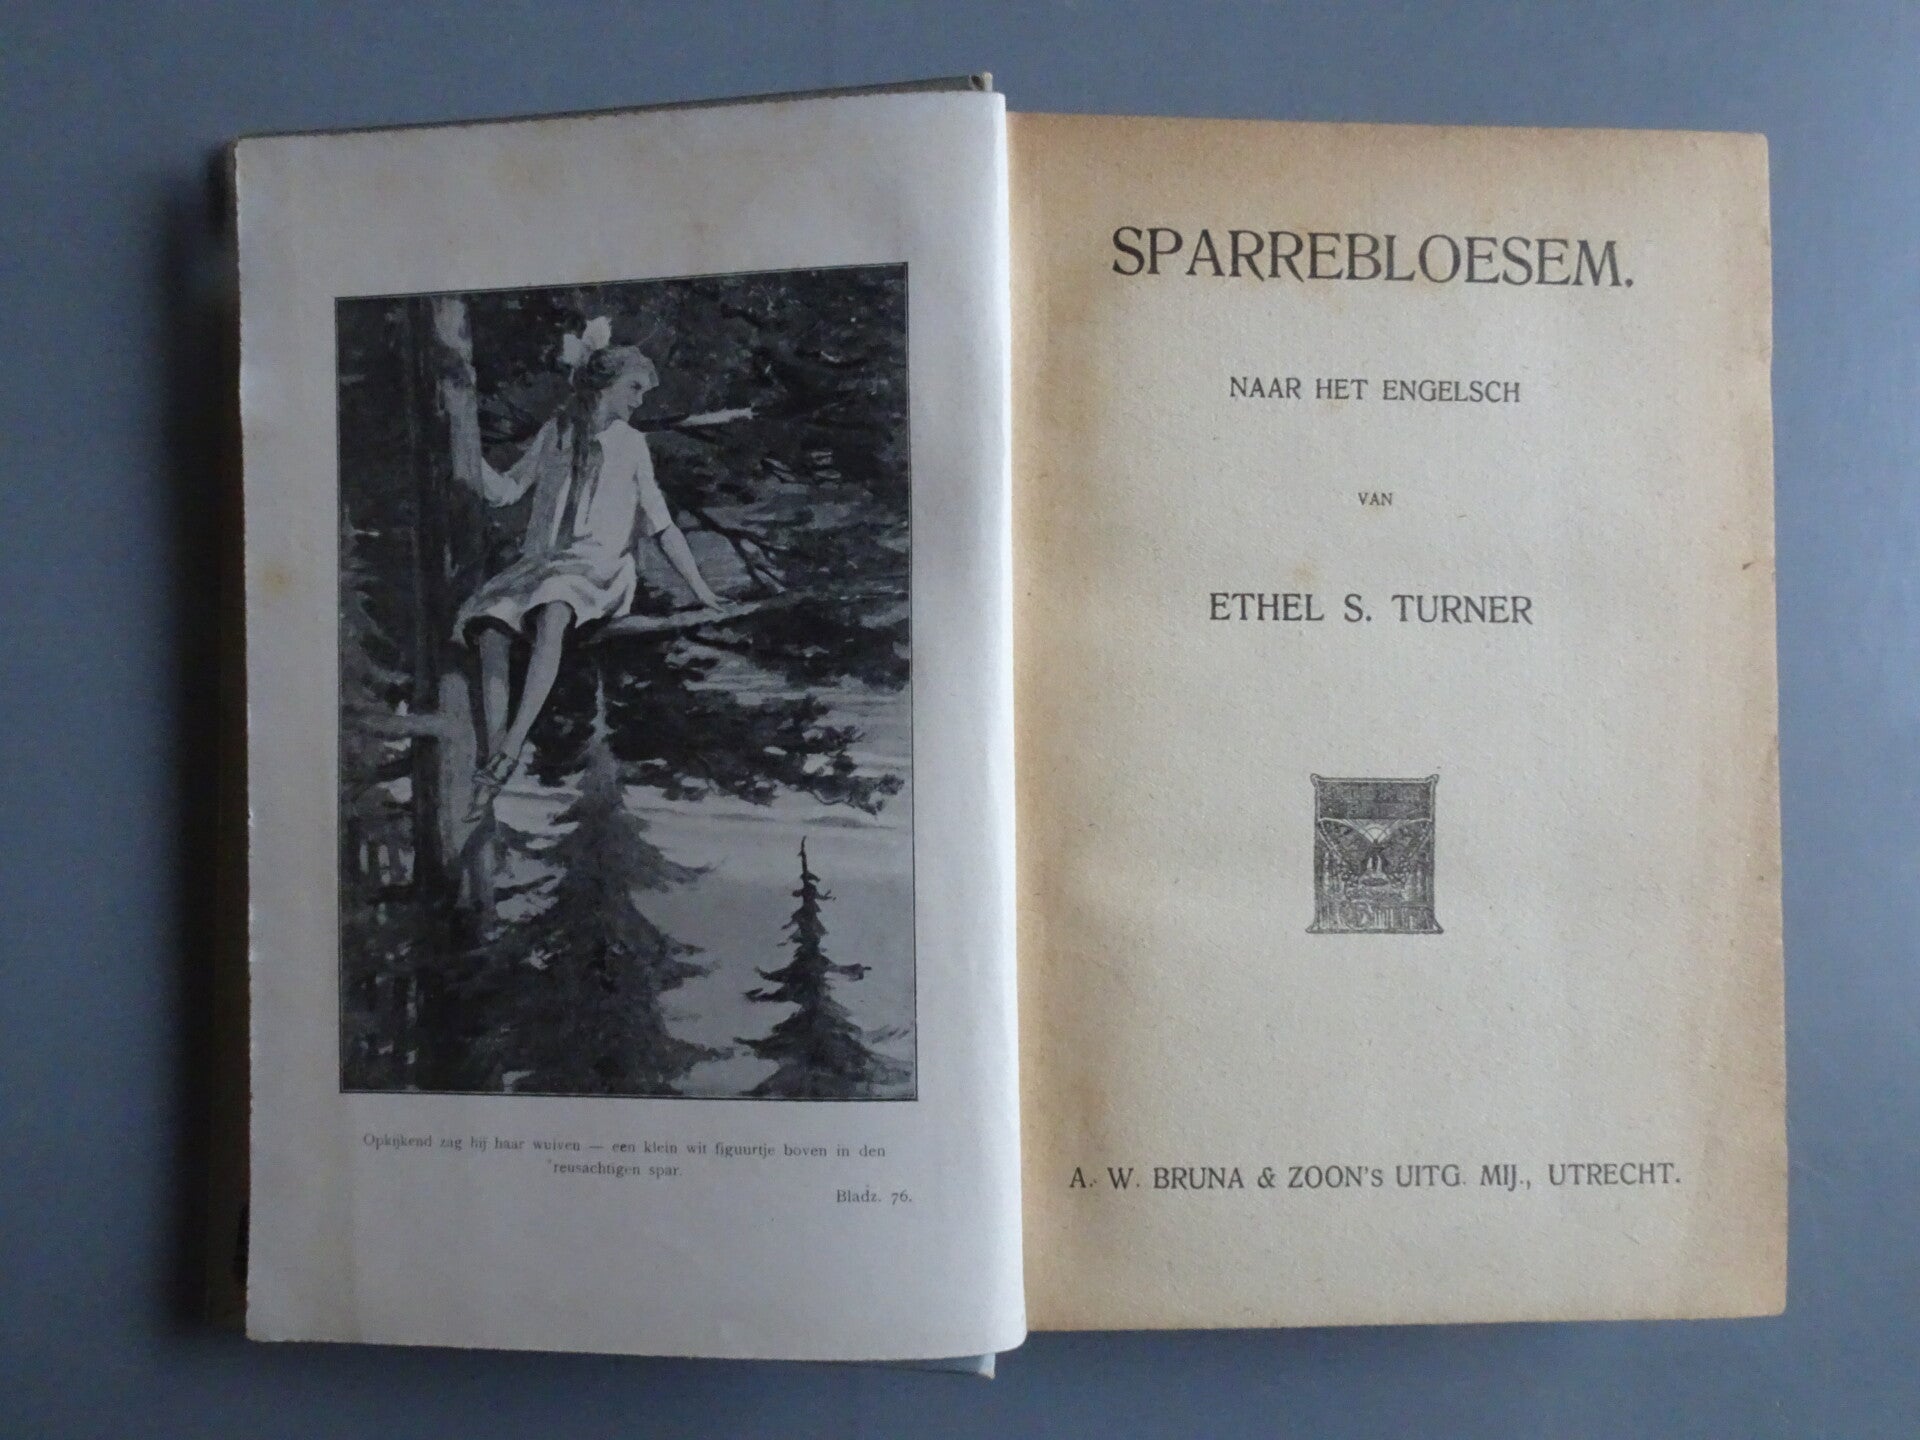 Opkijkend zag hij haar wuiven — een klein wit figuurtje boven in den
reusachtigen spar.
Bladz. 76.
SPARREBLOESEM.
NAAR HET ENGELSCH
VAN
ETHEL S. TURNER
A. W. BRUNA & ZOON'S UITG. MIJ., UTRECHT.